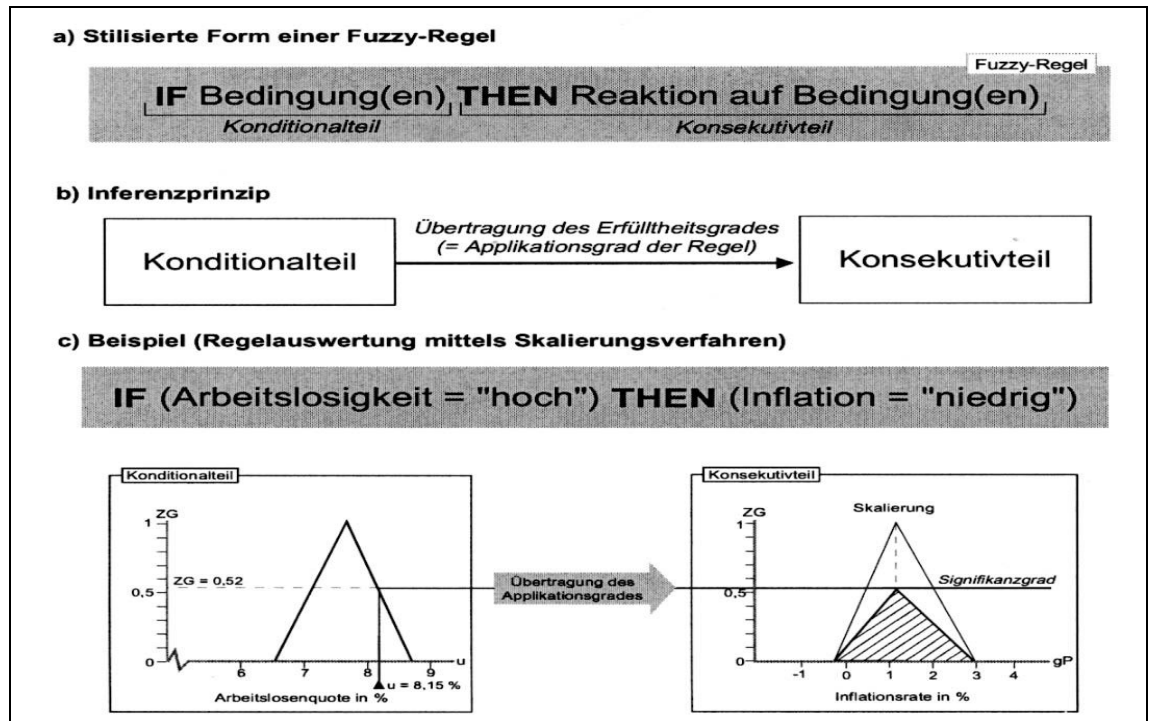 a) Stilisierte Form einer Fuzzy-Regel
Fuzzy-Regel
IF Bedingung(en) THEN Reaktion auf Bedingung(en)
Konditionalteil Konsekutivteil
b) Inferenzprinzip
Konditionalteil
Übertragung des Erfülltheitsgrades
(= Applikationsgrad der Regel)
Konsekutivteil
c) Beispiel (Regelauswertung mittels Skalierungsverfahren)
IF (Arbeitslosigkeit = "hoch") THEN (Inflation = "niedrig")
Konditionalteil
ZG
1
ZG = 0,52
0,5
0
6 7 8 9 u
u = 8,15 %
Arbeitslosenquote in %
Übertragung des
Applikationsgrades
Konsekutivteil
ZG
Skalierung
1
Signifikanzgrad
0,5
0
-1 0 1 2 3 4 gP
Inflationsrate in %